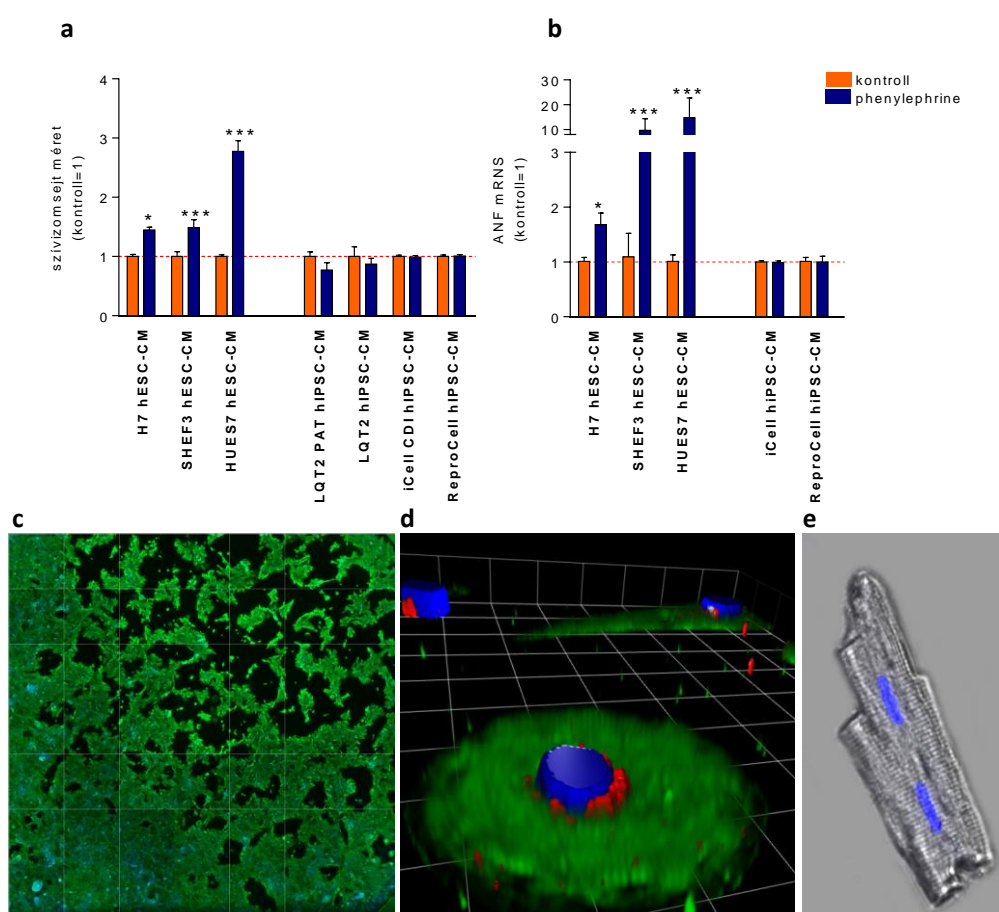 a
4
3
2
1
0
szívizomsejt méret
(kontroll=1)
*
***
***
H7 hESC-CM
SHEF3 hESC-CM
HUES7 hESC-CM
LQT2 PAT hIPSC-CM
LQT2 hIPSC-CM
iCell CDI hIPSC-CM
ReproCell hIPSC-CM
b
30
20
10
3
2
1
0
ANF mRNS
(kontroll=1)
*
***
***
H7 hESC-CM
SHEF3 hESC-CM
HUES7 hESC-CM
iCell hiPSC-CM
ReproCell hiPSC-CM
kontroll
phenylephrine
c
d
e